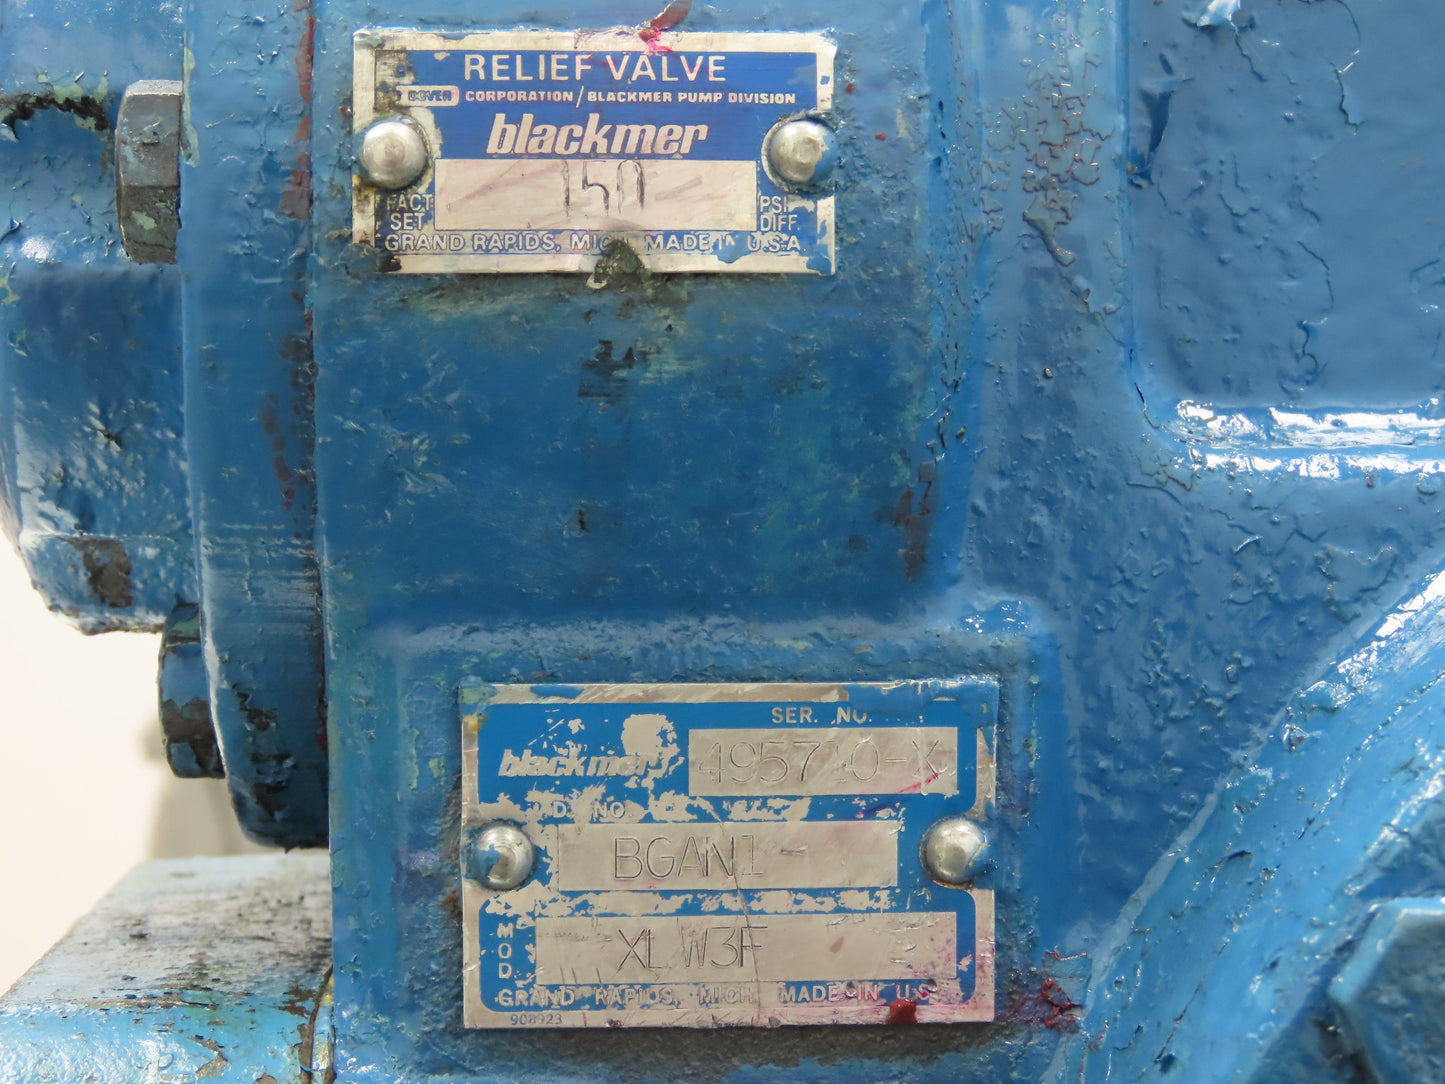 RELIEF VALVE
DOVER CORPORATION/BLACKMER PUMP DIVISION
blackmer
150
FACT SET
PSI DIFF.
GRAND RAPIDS, MICH. MADE IN U.S.A.
SER. NO.
blackmer 495710-X
I.D. NO.
BGAN1-
MOD
XLW3F
GRAND RAPIDS, MICH. MADE IN U.S.
908923